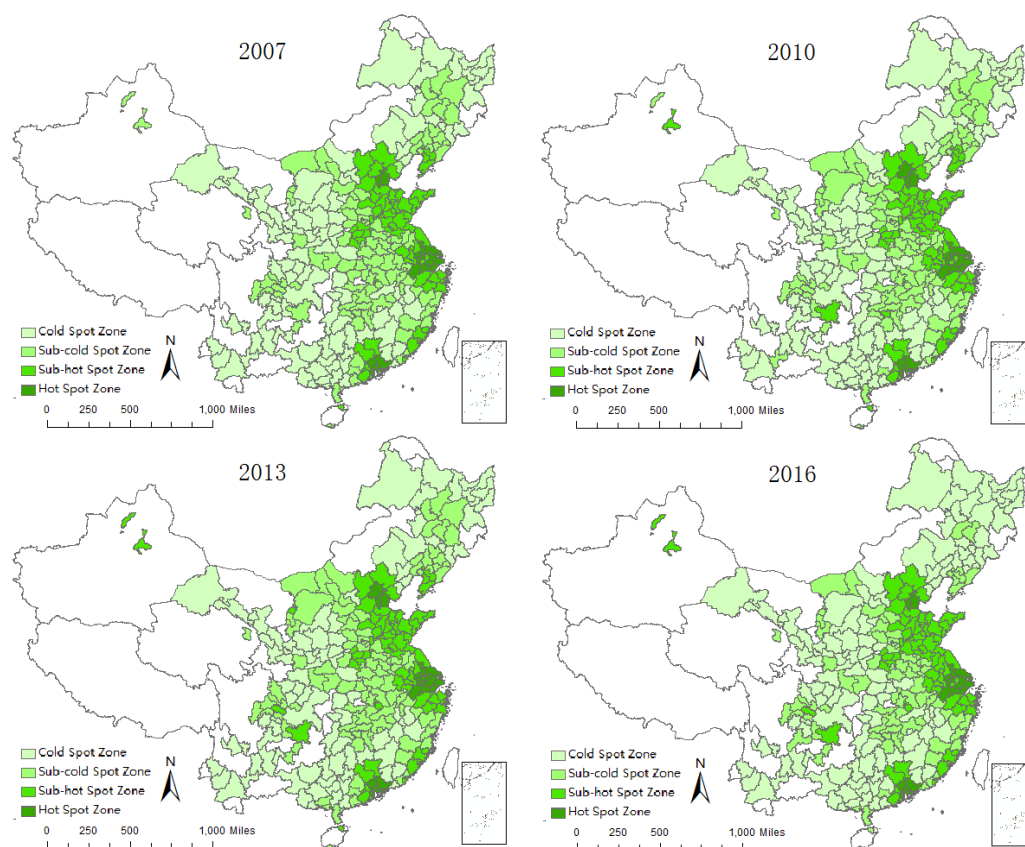 2007
Cold Spot Zone
Sub-cold Spot Zone
Sub-hot Spot Zone
Hot Spot Zone
N
0 250 500 1,000 Miles
2010
Cold Spot Zone
Sub-cold Spot Zone
Sub-hot Spot Zone
Hot Spot Zone
N
0 250 500 1,000 Miles
2013
Cold Spot Zone
Sub-cold Spot Zone
Sub-hot Spot Zone
Hot Spot Zone
N
0 250 500 1,000 Miles
2016
Cold Spot Zone
Sub-cold Spot Zone
Sub-hot Spot Zone
Hot Spot Zone
N
0 250 500 1,000 Miles